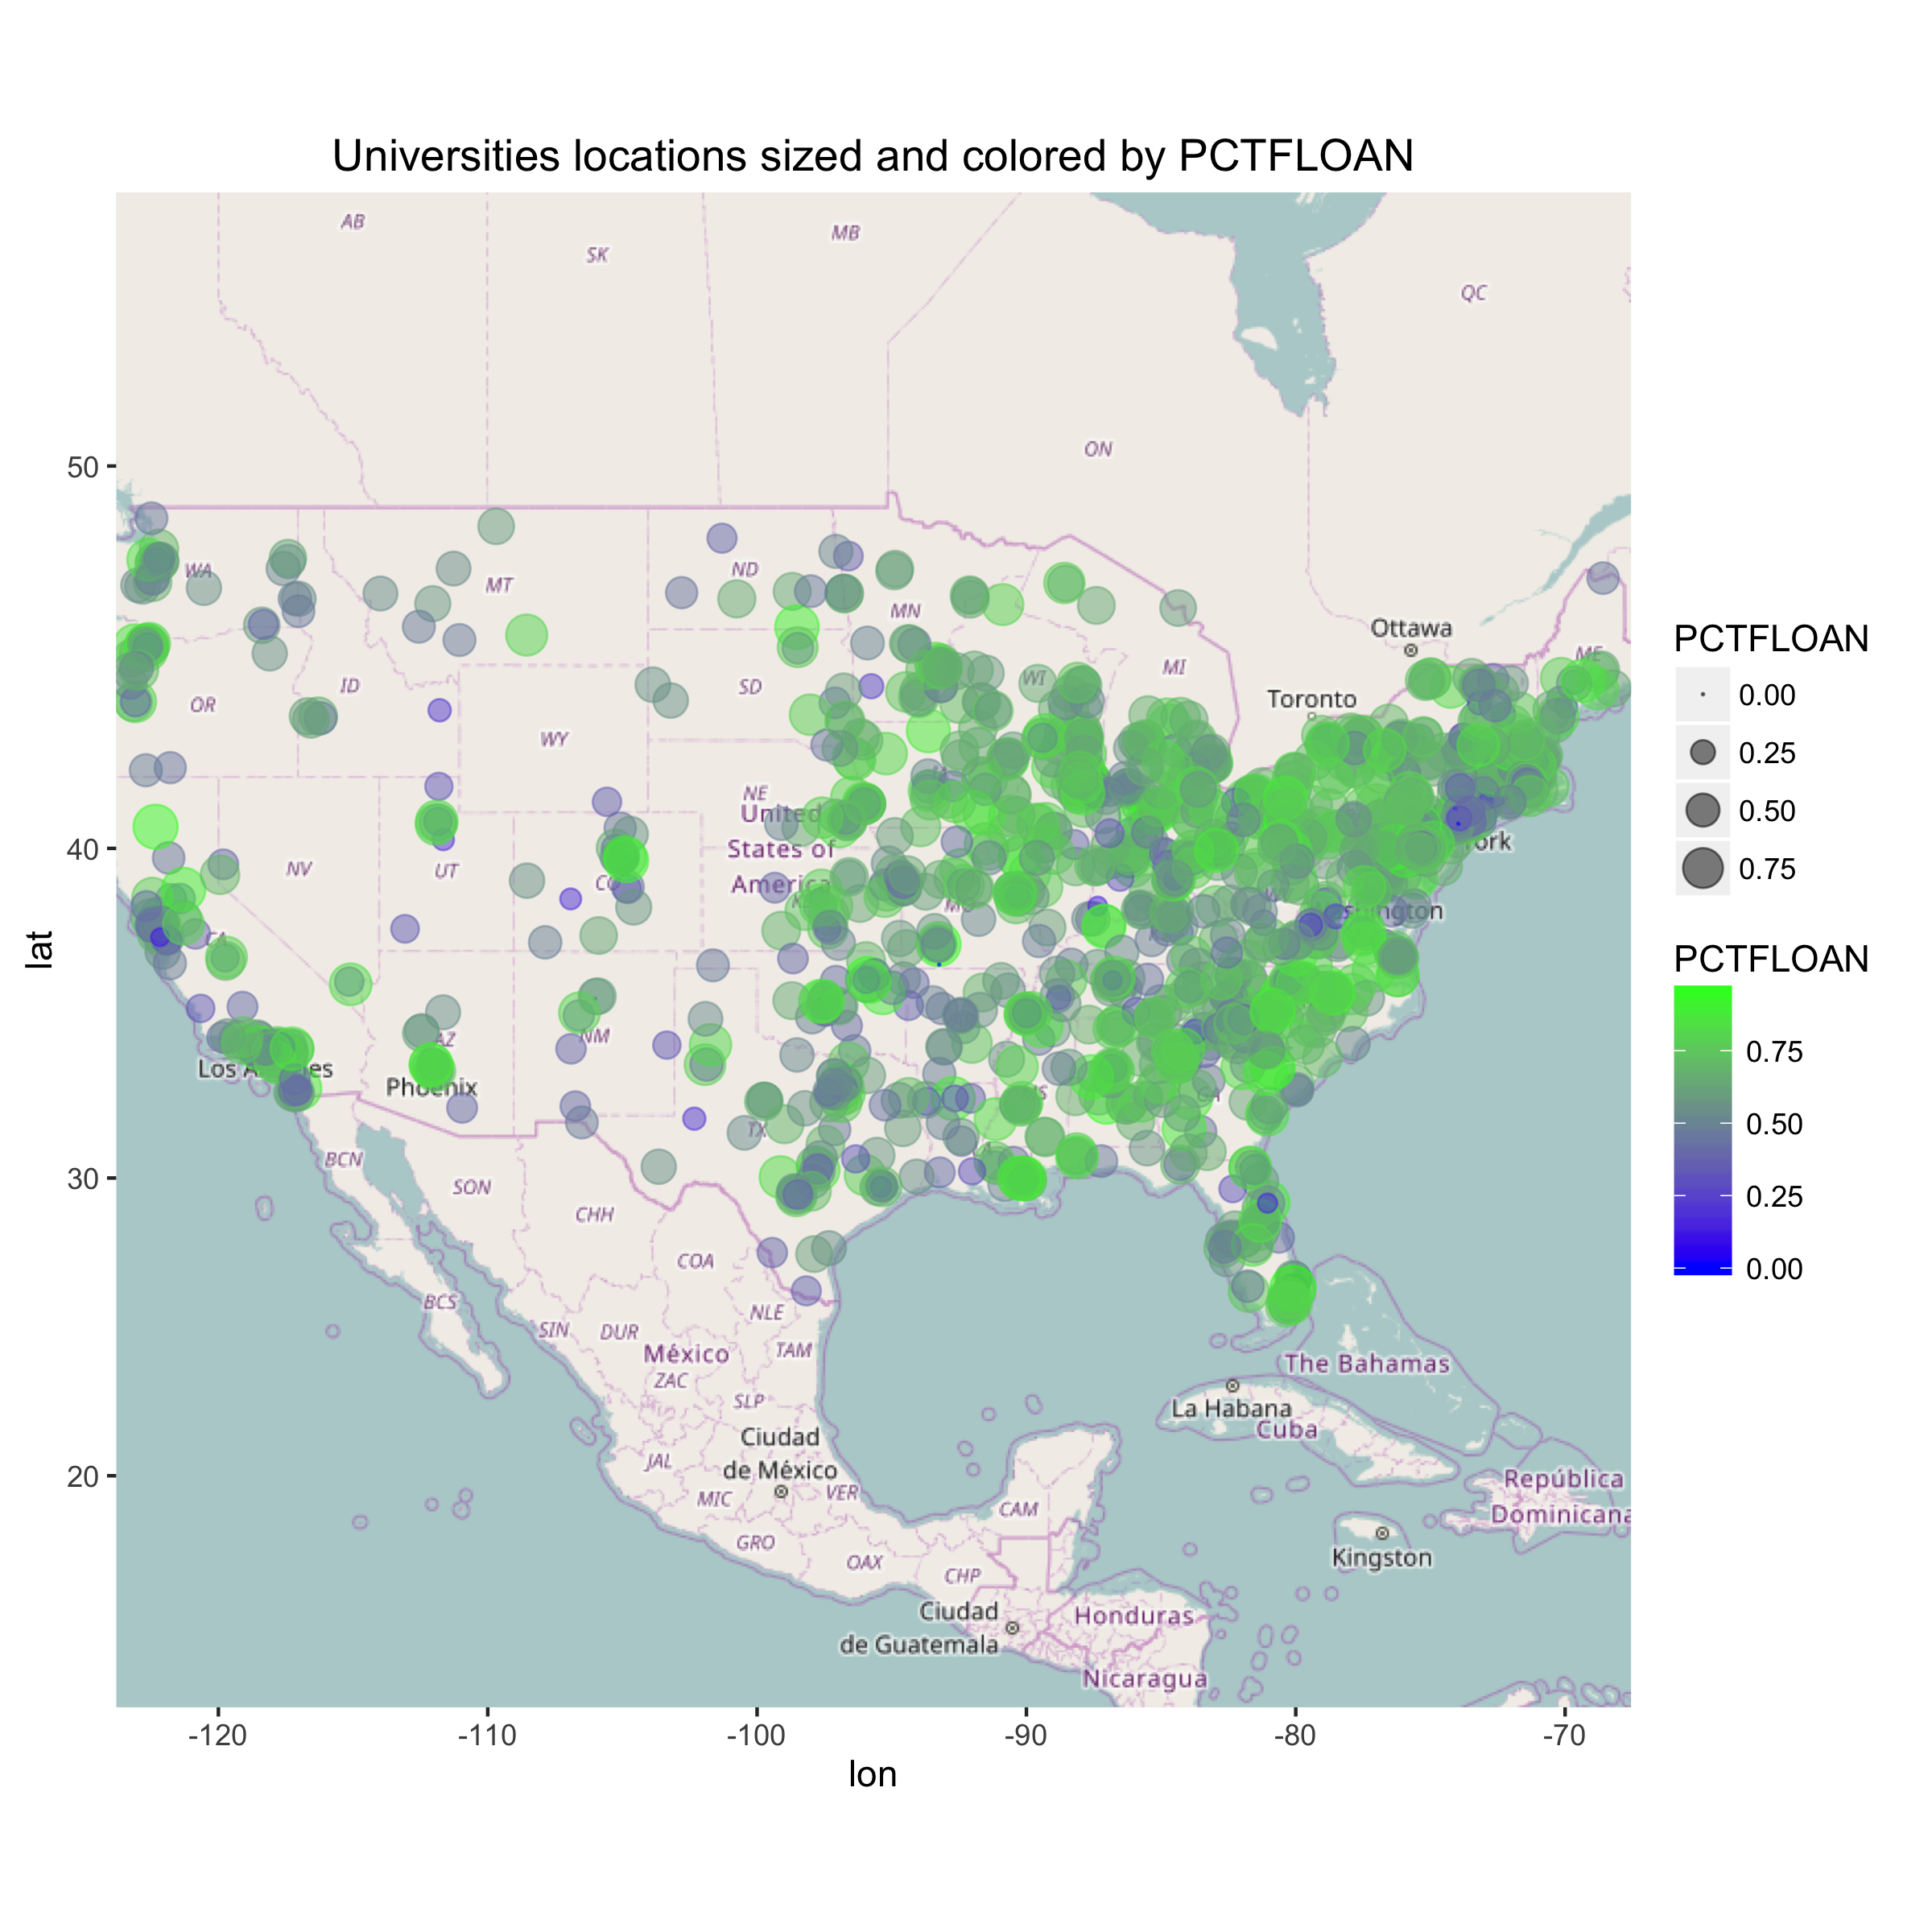 Universities locations sized and colored by PCTFLOAN
AB
SK
MB
QC
ON
50
WA
MT
ND
MN
Ottawa
ME
OR
ID
SD
WI
MI
Toronto
WY
NE
United
40
States of
America
NV
UT
ork
CA
Washington
lat
AZ
NM
Los A es
Phoenix
TX
30
BCN
SON
CHH
COA
BCS
NLE
SIN
DUR
TAM
México
ZAC
The Bahamas
SLP
La Habana
Cuba
Ciudad
de México
JAL
MIC
VER
20
República
Dominicana
CAM
GRO
OAX
CHP
Kingston
Ciudad
de Guatemala
Honduras
Nicaragua
-120
-110
-100
-90
-80
-70
lon
PCTFLOAN
0.00
0.25
0.50
0.75
PCTFLOAN
0.75
0.50
0.25
0.00